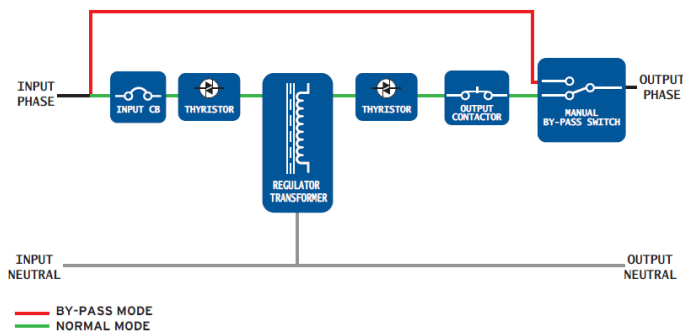 INPUT
PHASE
INPUT CB
THYRISTOR
REGULATOR
TRANSFORMER
THYRISTOR
OUTPUT
CONTACTOR
MANUAL
BY-PASS SWITCH
OUTPUT
PHASE
INPUT
NEUTRAL
OUTPUT
NEUTRAL
BY-PASS MODE
NORMAL MODE